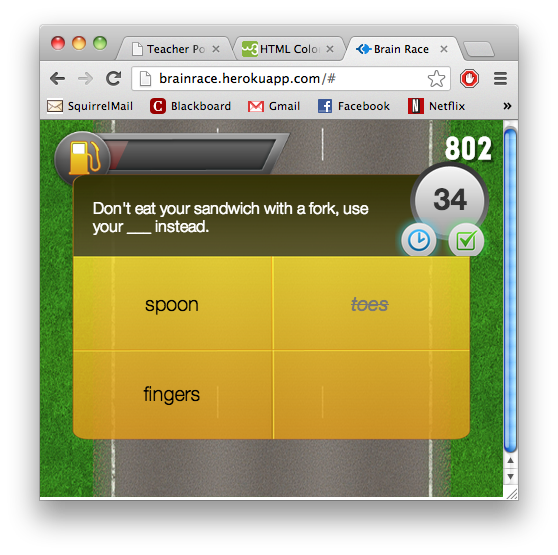 Teacher Po
HTML Colo
Brain Race
brainrace.herokuapp.com/#
SquirrelMail
Blackboard
Gmail
Facebook
Netflix
»
802
34
Don't eat your sandwich with a fork, use
your ___ instead.
spoon
toes
fingers